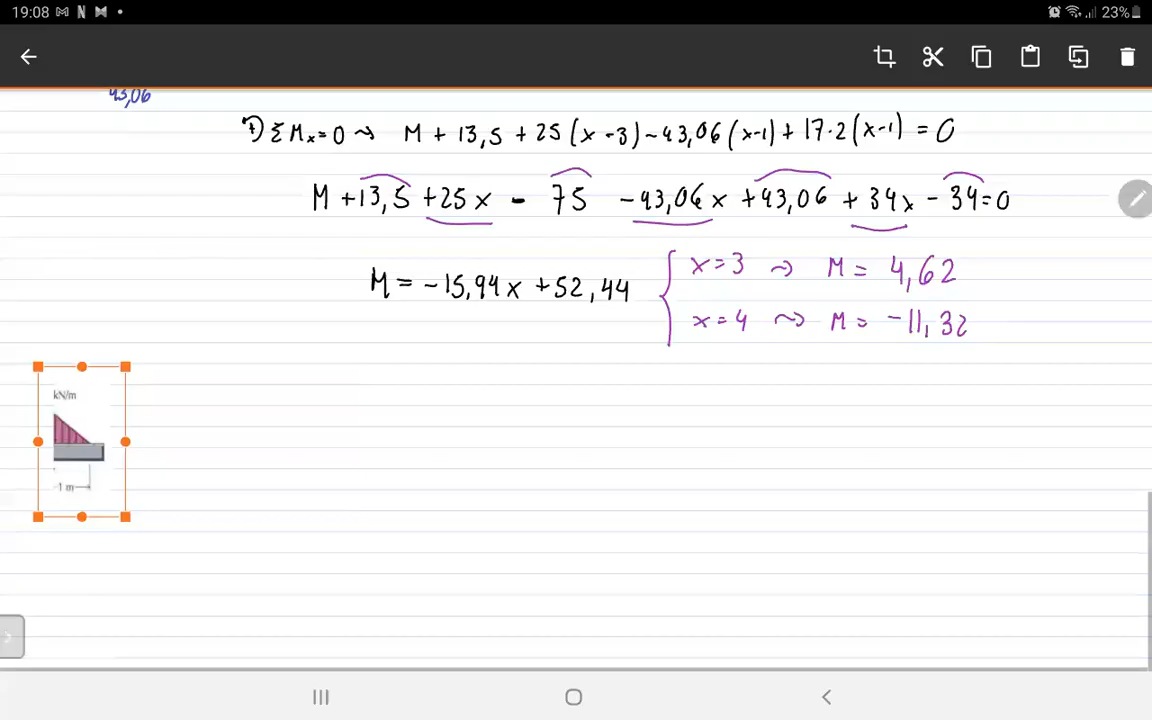 19:08 23%
43,06
ΣMx=0 ⇝ M + 13,5 + 25(x-3) - 43,06(x-1) + 17·2(x-1) = 0
M + 13,5 + 25x - 75 - 43,06x + 43,06 + 34x - 34 = 0
M = -15,94x + 52,44
x=3 ⇝ M = 4,62
x=4 ⇝ M = -11,32
kN/m
1 m